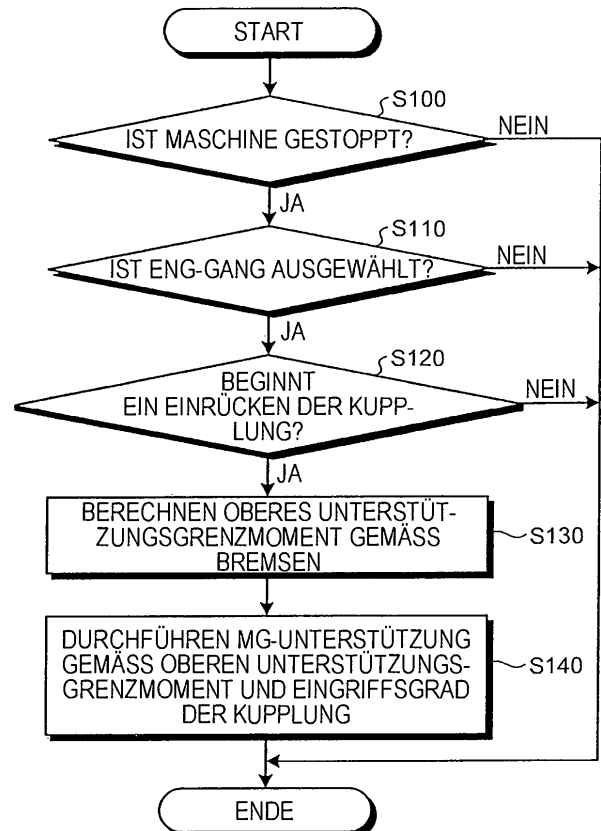 START
S100
IST MASCHINE GESTOPPT?
NEIN
JA
S110
IST ENG-GANG AUSGEWÄHLT?
NEIN
JA
S120
BEGINNT
EIN EINRÜCKEN DER KUPP-
LUNG?
NEIN
JA
BERECHNEN OBERES UNTERSTÜT-
ZUNGSGRENZMOMENT GEMÄSS
BREMSEN
S130
DURCHFÜHREN MG-UNTERSTÜTZUNG
GEMÄSS OBEREN UNTERSTÜTZUNGS-
GRENZMOMENT UND EINGRIFFSGRAD
DER KUPPLUNG
S140
ENDE